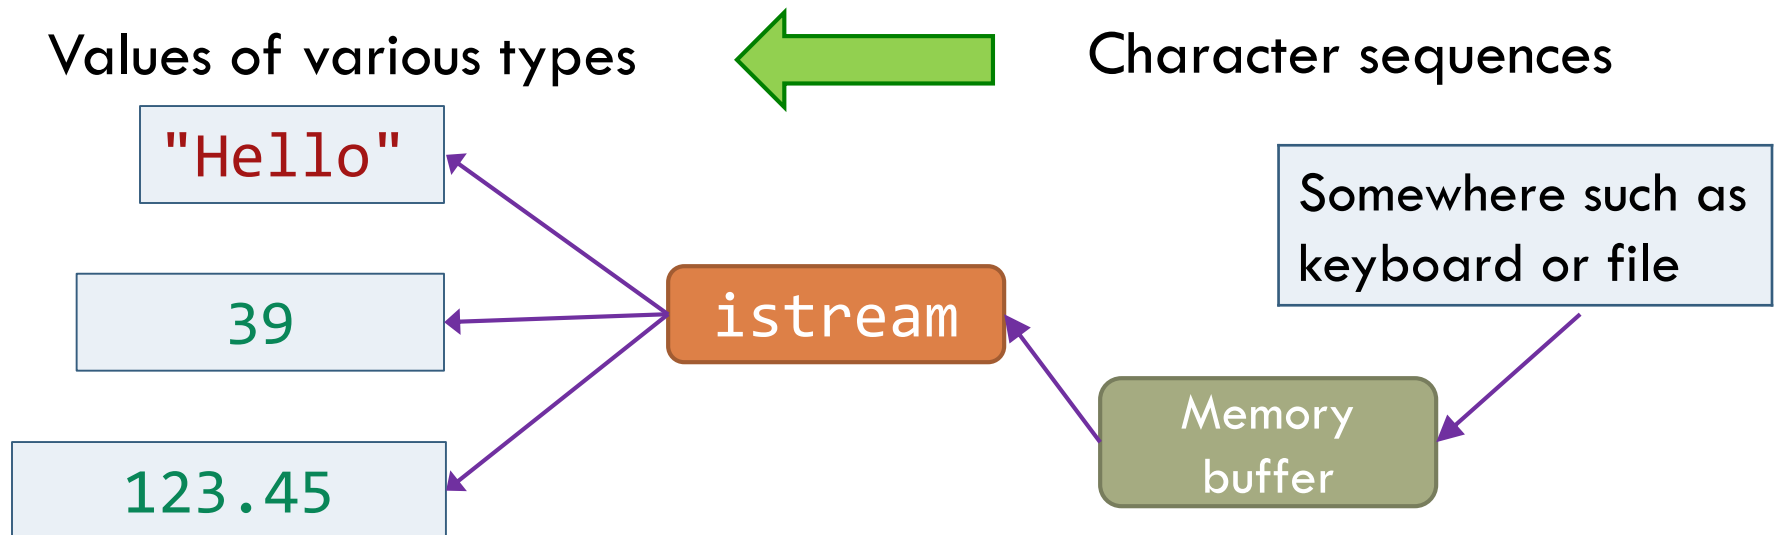 Values of various types
Character sequences
"Hello"
Somewhere such as
keyboard or file
39
istream
Memory
buffer
123.45